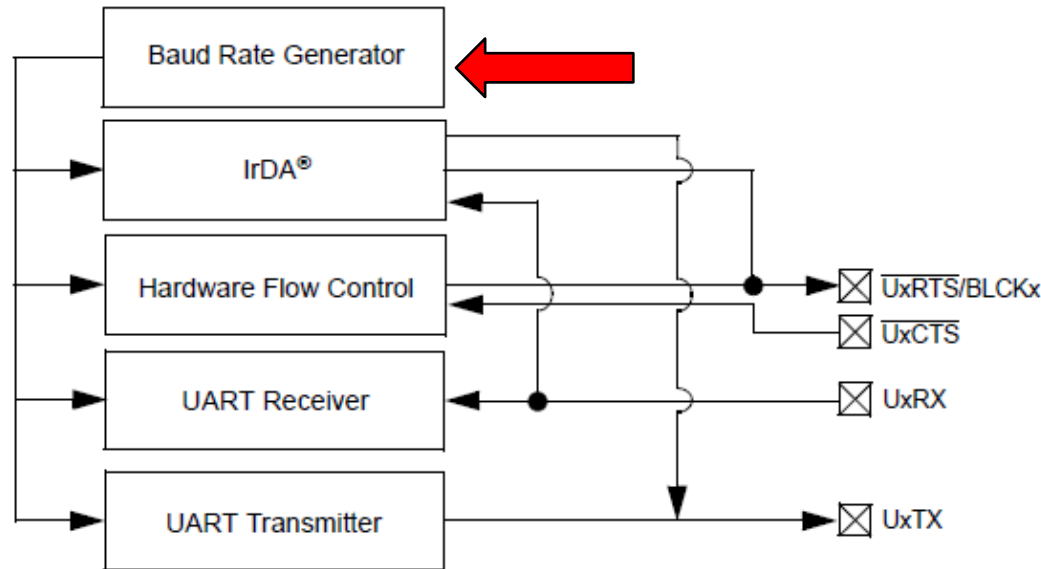 Baud Rate Generator
IrDA®
Hardware Flow Control
UxRTS/BLCKx
UxCTS
UART Receiver
UxRX
UART Transmitter
UxTX